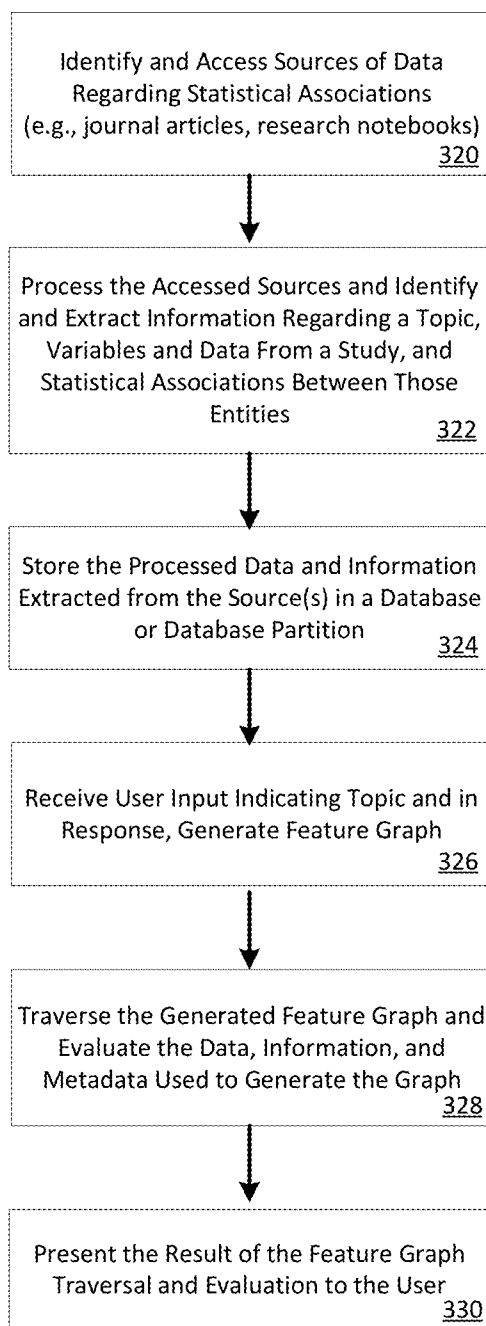 Identify and Access Sources of Data
Regarding Statistical Associations
(e.g., journal articles, research notebooks)
320
Process the Accessed Sources and Identify
and Extract Information Regarding a Topic,
Variables and Data From a Study, and
Statistical Associations Between Those
Entities
322
Store the Processed Data and Information
Extracted from the Source(s) in a Database
or Database Partition
324
Receive User Input Indicating Topic and in
Response, Generate Feature Graph
326
Traverse the Generated Feature Graph and
Evaluate the Data, Information, and
Metadata Used to Generate the Graph
328
Present the Result of the Feature Graph
Traversal and Evaluation to the User
330